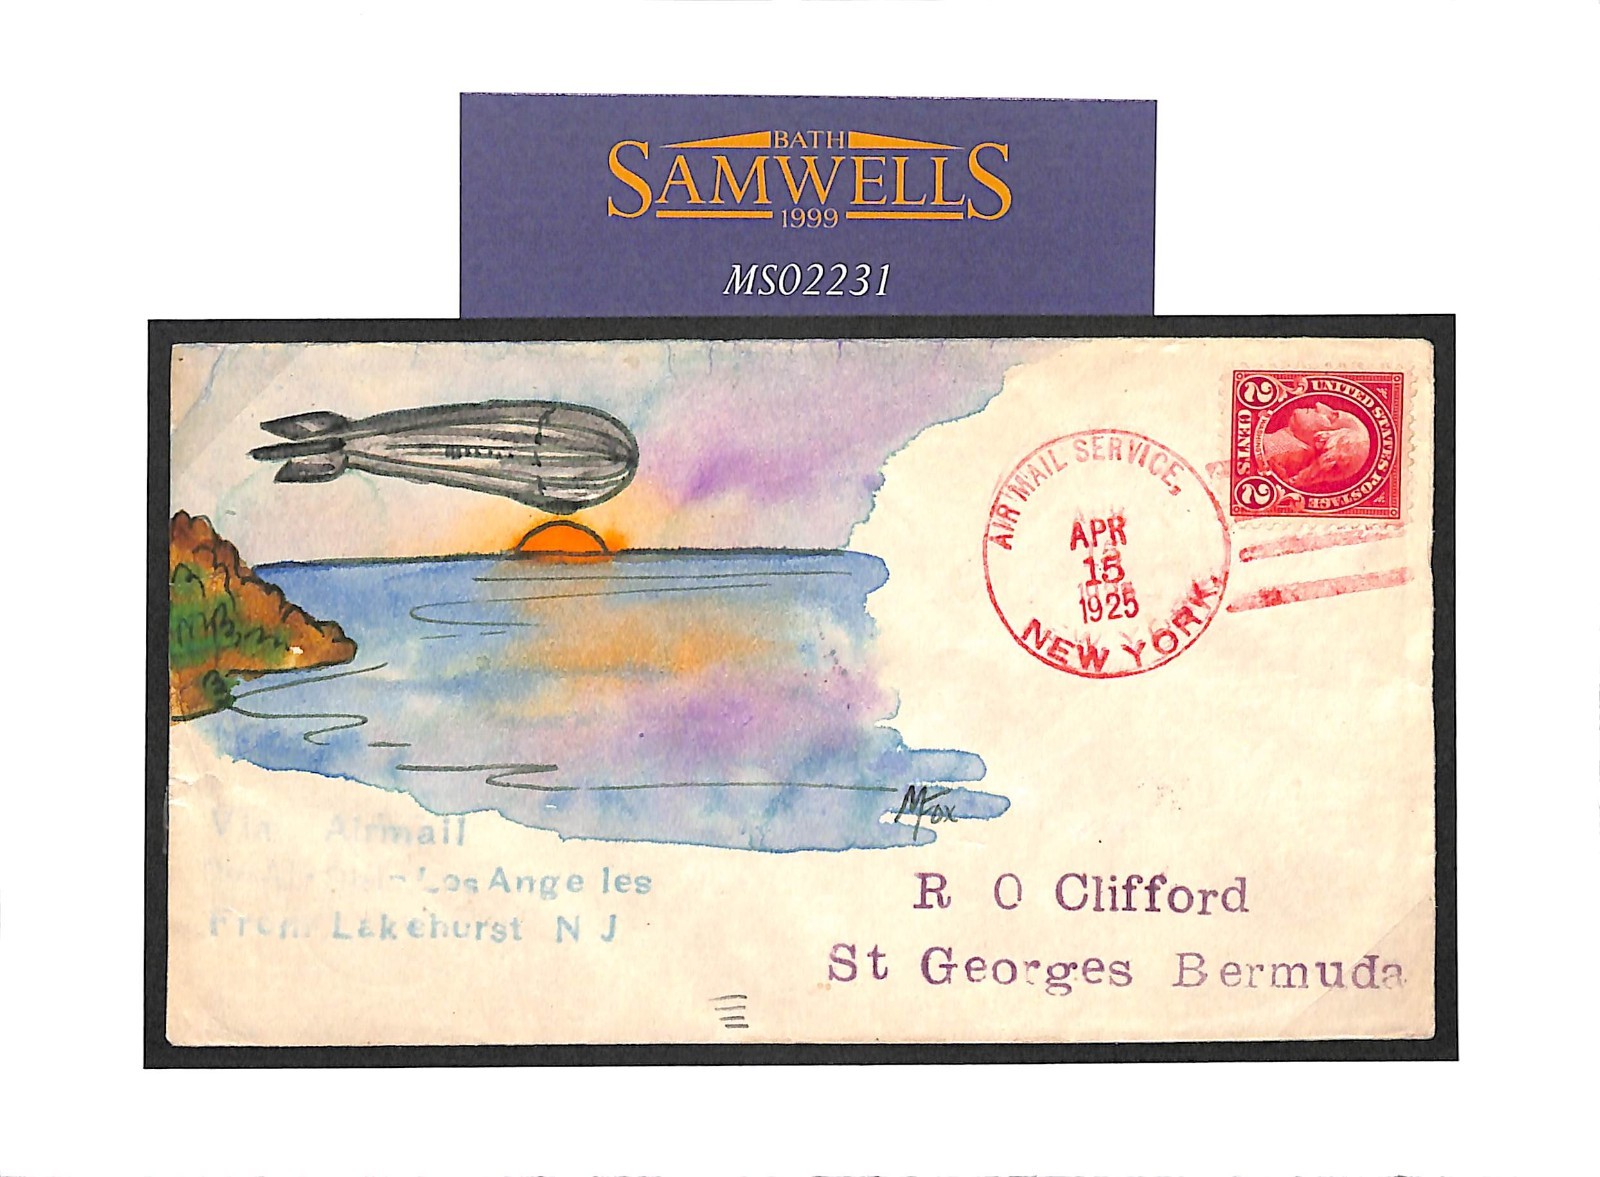 BATH
SAMWELLS
1999
MS02231
AIR MAIL SERVICE,
APR
15
1925
NEW YORK.
UNITED STATES POSTAGE
2 CENTS 2
MFox
Via Airmail
Los Angeles
From Lakehurst N J
R O Clifford
St Georges Bermuda